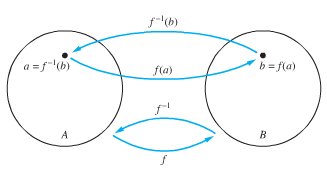 f⁻¹(b)
a = f⁻¹(b)
b = f(a)
f(a)
f⁻¹
A
B
f